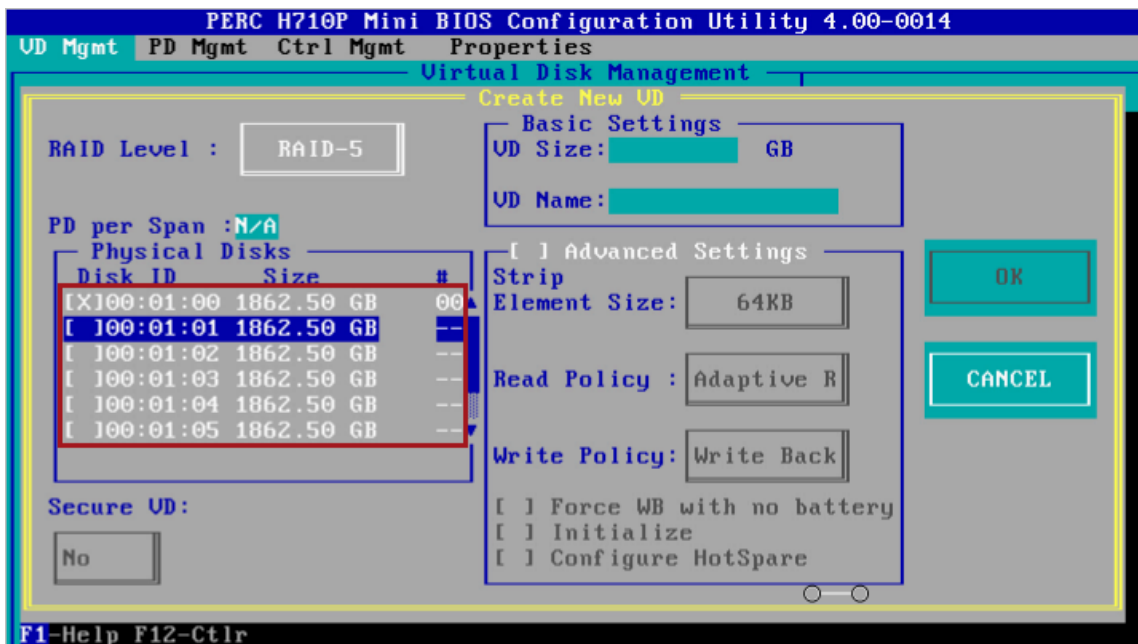 PERC H710P Mini BIOS Configuration Utility 4.00-0014
VD Mgmt PD Mgmt Ctrl Mgmt Properties
Virtual Disk Management
Create New VD
RAID Level : RAID-5
Basic Settings
VD Size: GB
VD Name:
PD per Span :N/A
Physical Disks
Disk ID Size #
[X]00:01:00 1862.50 GB 00
[ ]00:01:01 1862.50 GB --
[ ]00:01:02 1862.50 GB --
[ ]00:01:03 1862.50 GB --
[ ]00:01:04 1862.50 GB --
[ ]00:01:05 1862.50 GB --
Secure VD:
No
[ ] Advanced Settings
Strip
Element Size: 64KB
Read Policy : Adaptive R
Write Policy: Write Back
[ ] Force WB with no battery
[ ] Initialize
[ ] Configure HotSpare
OK
CANCEL
F1-Help F12-Ctlr